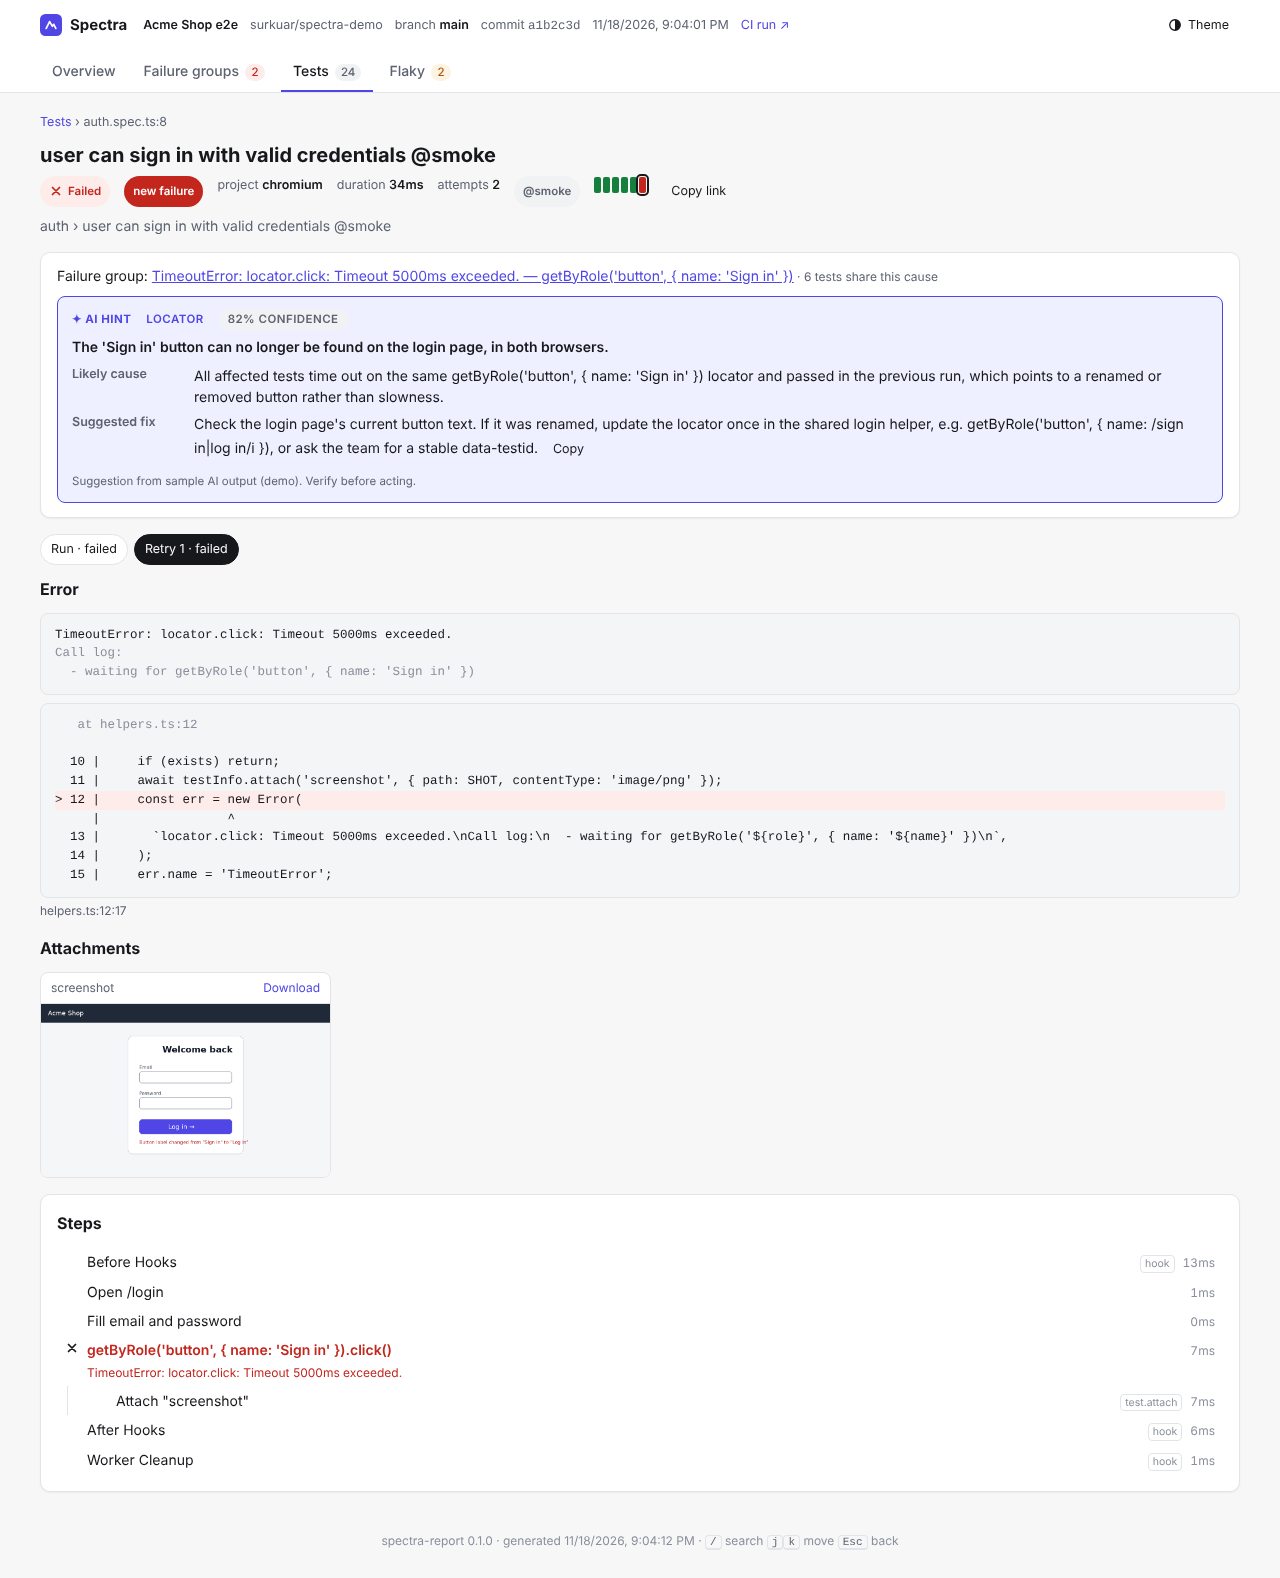 Spectra Acme Shop e2e surkuar/spectra-demo branch main commit a1b2c3d 11/18/2026, 9:04:01 PM CI run ↗ Theme
Overview Failure groups 2 Tests 24 Flaky 2
Tests › auth.spec.ts:8
user can sign in with valid credentials @smoke
✕ Failed new failure project chromium duration 34ms attempts 2 @smoke Copy link
auth › user can sign in with valid credentials @smoke
Failure group: TimeoutError: locator.click: Timeout 5000ms exceeded. — getByRole('button', { name: 'Sign in' }) · 6 tests share this cause
✦ AI HINT LOCATOR 82% CONFIDENCE
The 'Sign in' button can no longer be found on the login page, in both browsers.
Likely cause All affected tests time out on the same getByRole('button', { name: 'Sign in' }) locator and passed in the previous run, which points to a renamed or
removed button rather than slowness.
Suggested fix Check the login page's current button text. If it was renamed, update the locator once in the shared login helper, e.g. getByRole('button', { name: /sign
in|log in/i }), or ask the team for a stable data-testid. Copy
Suggestion from sample AI output (demo). Verify before acting.
Run · failed Retry 1 · failed
Error
TimeoutError: locator.click: Timeout 5000ms exceeded.
Call log:
- waiting for getByRole('button', { name: 'Sign in' })
at helpers.ts:12
10 | if (exists) return;
11 | await testInfo.attach('screenshot', { path: SHOT, contentType: 'image/png' });
> 12 | const err = new Error(
| ^
13 | `locator.click: Timeout 5000ms exceeded.\nCall log:\n - waiting for getByRole('${role}', { name: '${name}' })\n`,
14 | );
15 | err.name = 'TimeoutError';
helpers.ts:12:17
Attachments
screenshot Download
Acme Shop
Welcome back
Email
Password
Log in →
Button label changed from "Sign in" to "Log in"
Steps
Before Hooks hook 13ms
Open /login 1ms
Fill email and password 0ms
✕ getByRole('button', { name: 'Sign in' }).click() 7ms
TimeoutError: locator.click: Timeout 5000ms exceeded.
Attach "screenshot" test.attach 7ms
After Hooks hook 6ms
Worker Cleanup hook 1ms
spectra-report 0.1.0 · generated 11/18/2026, 9:04:12 PM · / search j k move Esc back